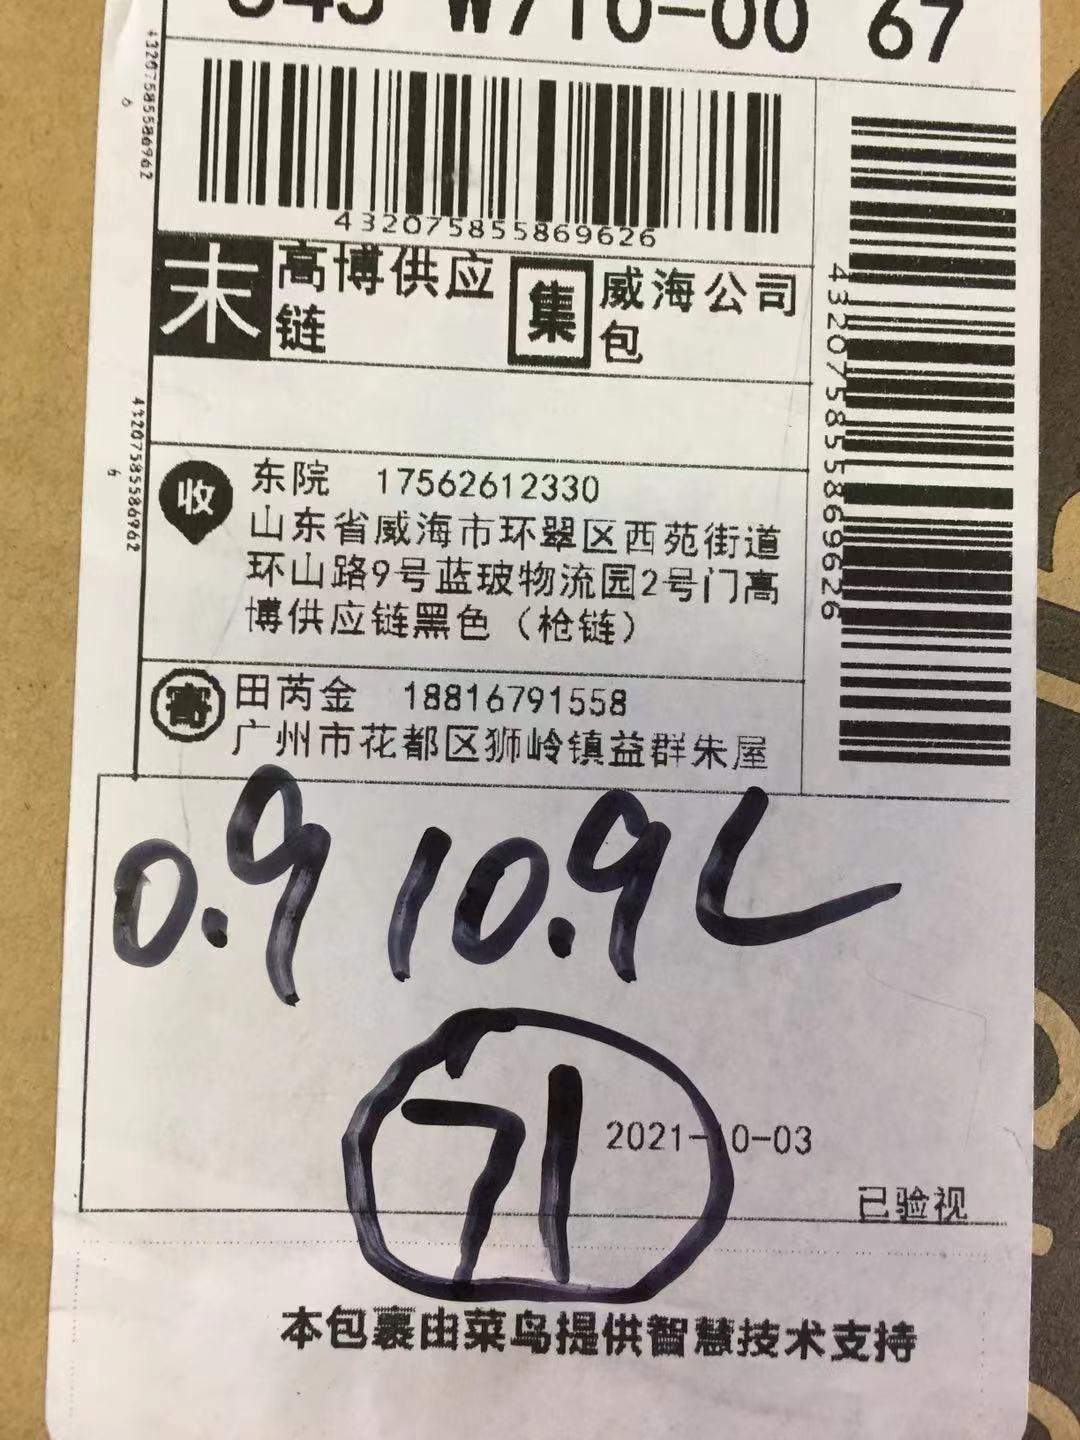 W710-00 67
4320758558696​26
末 高博供应链
集 威海公司包
收 东院 17562612330
山东省威海市环翠区西苑街道
环山路9号蓝玻物流园2号门高
博供应链黑色（枪链）
寄 田芮金 18816791558
广州市花都区狮岭镇益群朱屋
432075855869626
432075855869626
432075855869626
0.9 10.9L
71
2021-10-03
已验视
本包裹由菜鸟提供智慧技术支持